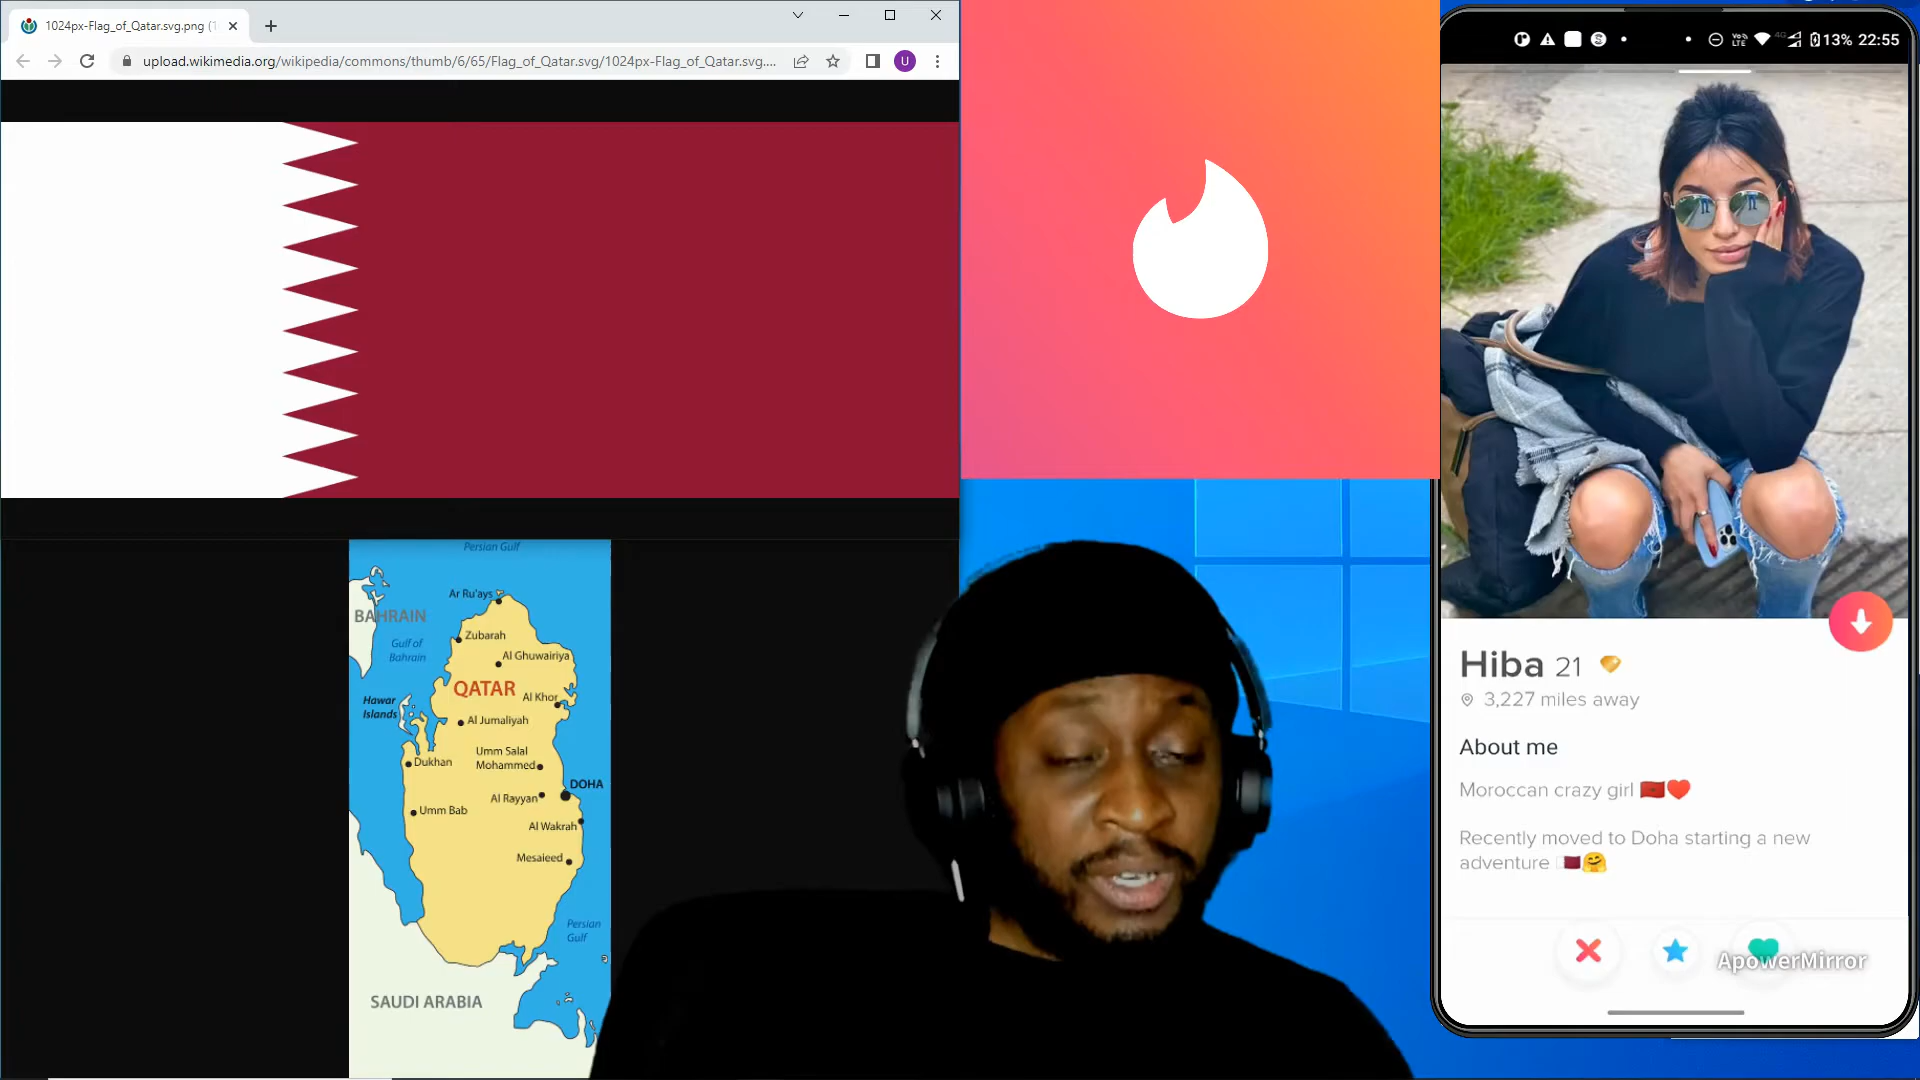 1024px-Flag_of_Qatar.svg.png (1
upload.wikimedia.org/wikipedia/commons/thumb/6/65/Flag_of_Qatar.svg/1024px-Flag_of_Qatar.svg....
U
Persian Gulf
Ar Ru'ays
BAHRAIN
Zubarah
Gulf of
Bahrain
Al Ghuwairiya
QATAR
Al Khor
Hawar
Islands
Al Jumaliyah
Umm Salal
Mohammed
Dukhan
DOHA
Al Rayyan
Umm Bab
Al Wakrah
Mesaieed
Persian
Gulf
SAUDI ARABIA
VoLTE
4G
13% 22:55
Hiba 21
3,227 miles away
About me
Moroccan crazy girl 🇲🇦❤️
Recently moved to Doha starting a new
adventure 🇶🇦🤗
ApowerMirror